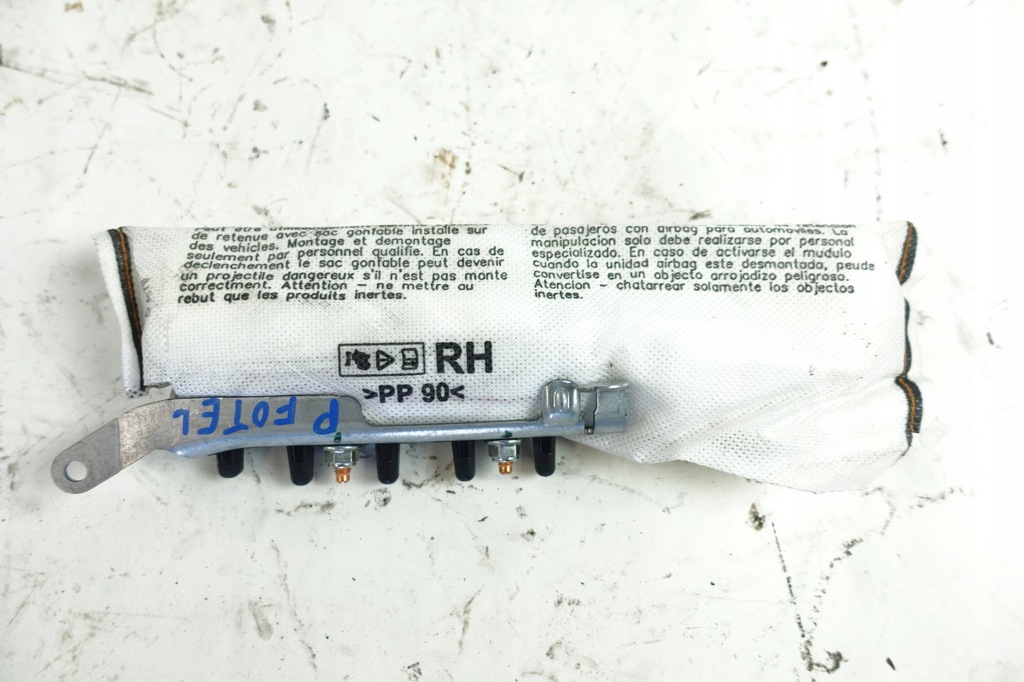 de retenue avec sac gonfable installe sur
des vehicles. Montage et demontage
seulement par personnel qualifie. En cas de
declenchement le sac gonfable peut devenir
un projectile dangereux s'il n'est pas monte
correctment. Attention - ne mettre au
rebut que les produits inertes.
de pasajeros con airbag para automoviles. La
manipulacion solo debe realizarse por personal
especializado. En caso de activarse el mudulo
cuando la unidad airbag este desmontada, peude
convertise en un objecto arrojadizo peligroso.
Atencion - chatarrear solamente los objectos
inertes.
RH
>PP 90<
P FOTEL